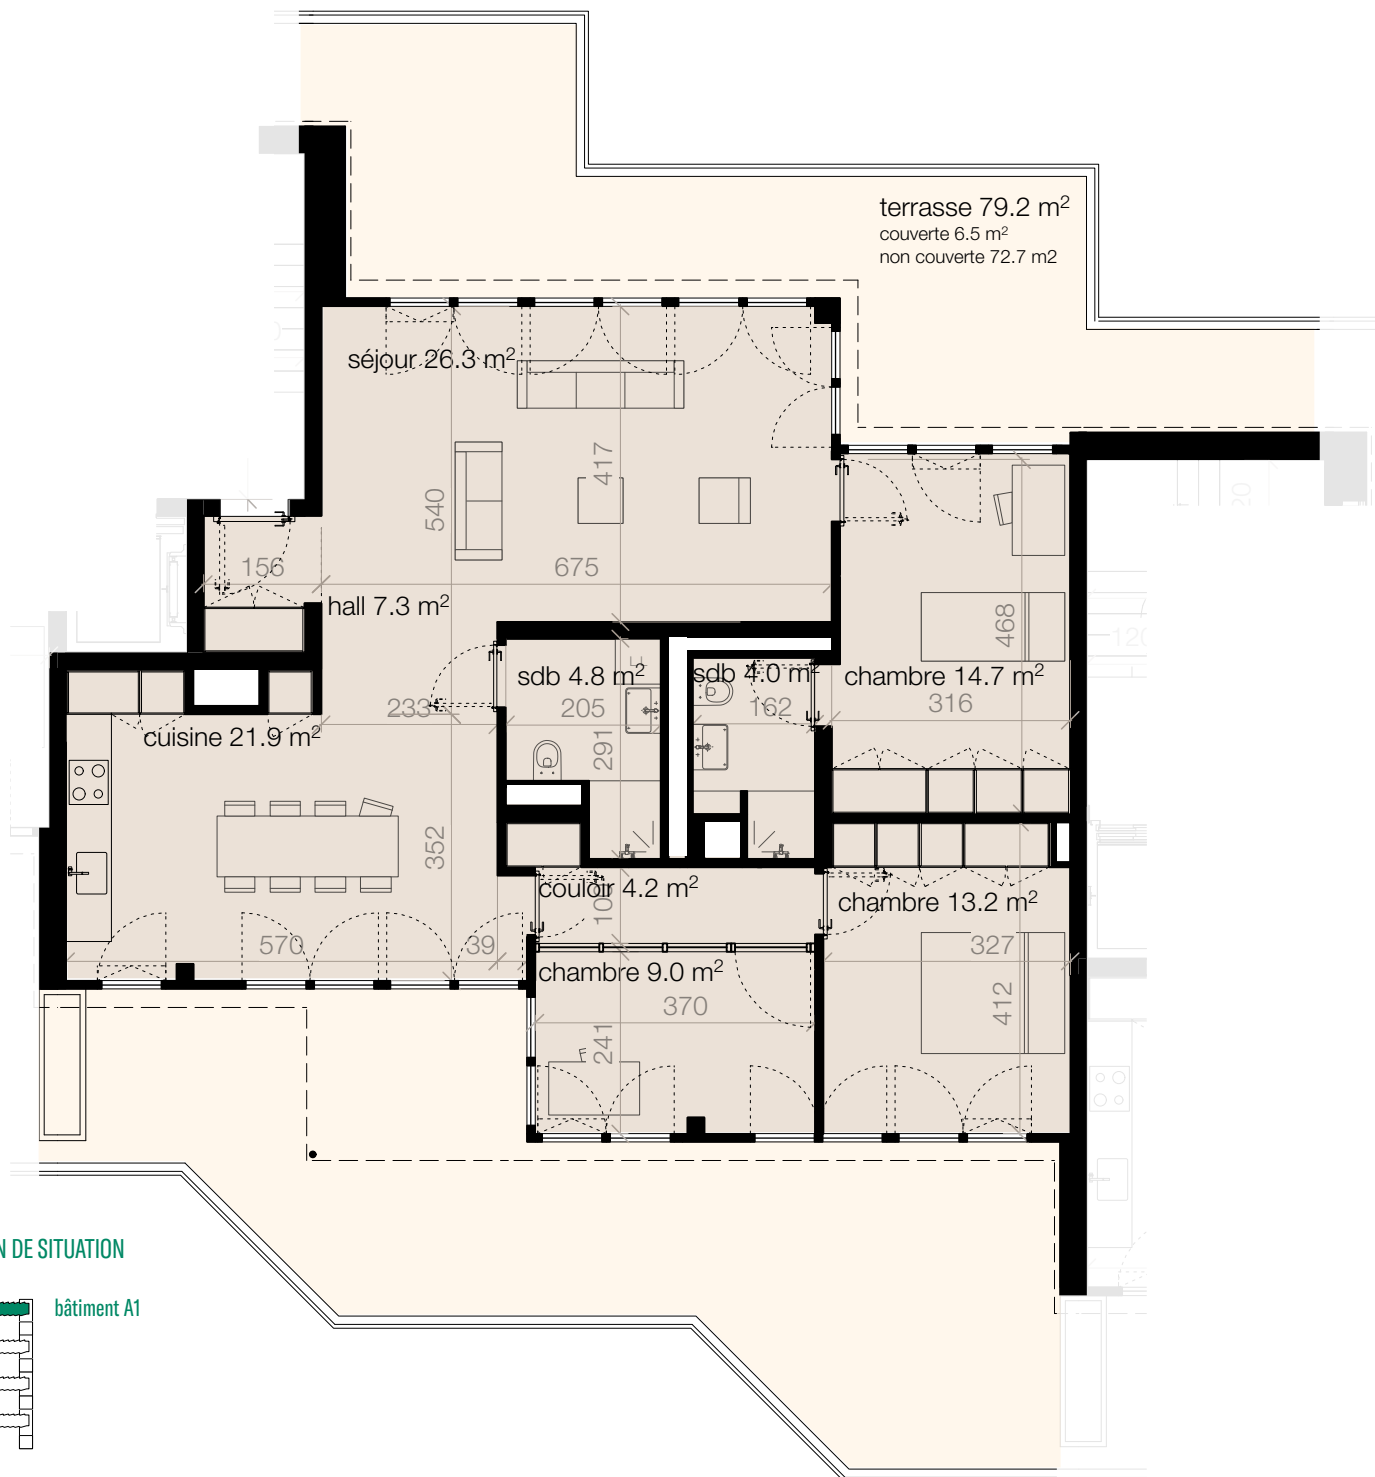 terrasse 79.2 m²
couverte 6.5 m²
non couverte 72.7 m2
séjour 26.3 m²
417
540
156
675
hall 7.3 m²
468
sdb 4.8 m²
sdb 4.0 m²
chambre 14.7 m²
233
205
162
316
cuisine 21.9 m²
291
352
couloir 4.2 m²
chambre 13.2 m²
570
39
327
chambre 9.0 m²
370
412
241
DE SITUATION
bâtiment A1